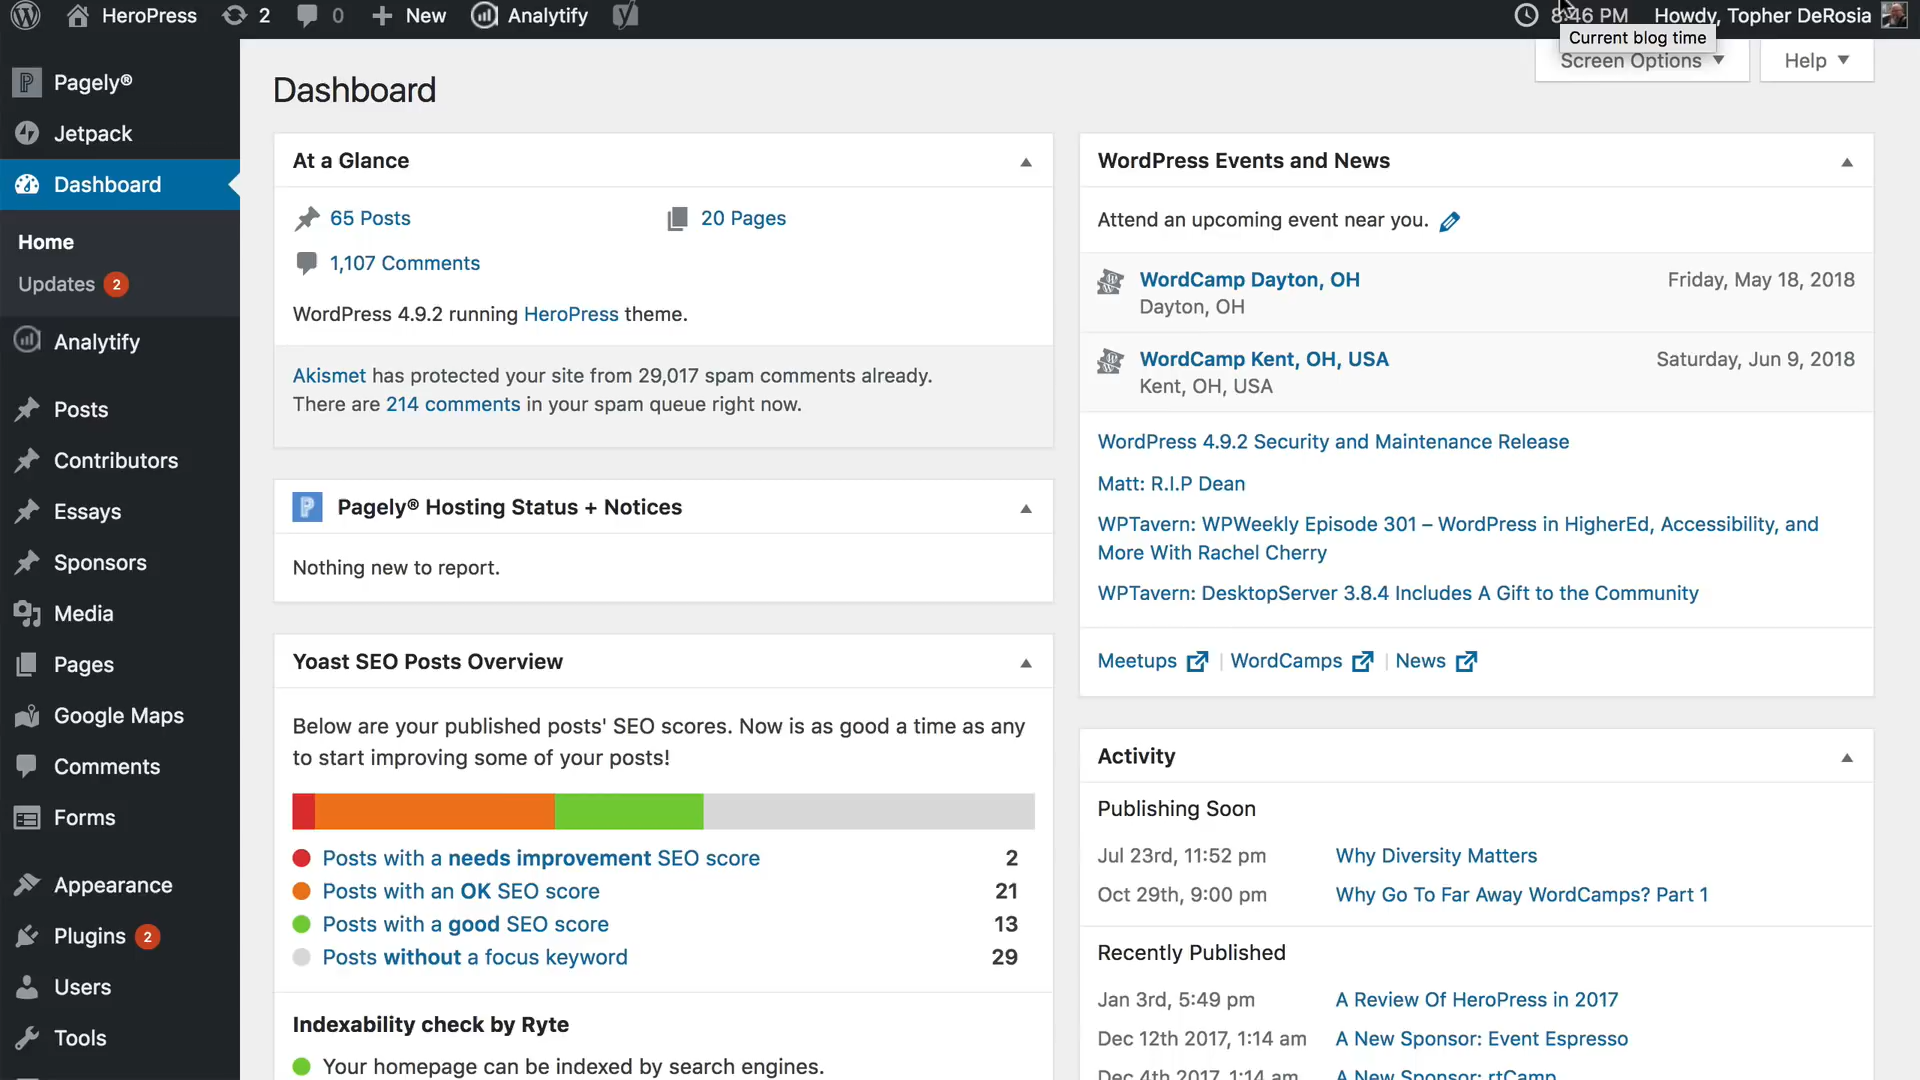 HeroPress 2 0 New Analytify 8:46 PM Howdy, Topher DeRosia
Current blog time
Screen Options Help
Pagely®
Jetpack
Dashboard
Home
Updates 2
Analytify
Posts
Contributors
Essays
Sponsors
Media
Pages
Google Maps
Comments
Forms
Appearance
Plugins 2
Users
Tools
Dashboard
At a Glance
65 Posts 20 Pages
1,107 Comments
WordPress 4.9.2 running HeroPress theme.
Akismet has protected your site from 29,017 spam comments already.
There are 214 comments in your spam queue right now.
P Pagely® Hosting Status + Notices
Nothing new to report.
Yoast SEO Posts Overview
Below are your published posts' SEO scores. Now is as good a time as any
to start improving some of your posts!
Posts with a needs improvement SEO score 2
Posts with an OK SEO score 21
Posts with a good SEO score 13
Posts without a focus keyword 29
Indexability check by Ryte
Your homepage can be indexed by search engines.
WordPress Events and News
Attend an upcoming event near you.
WordCamp Dayton, OH Friday, May 18, 2018
Dayton, OH
WordCamp Kent, OH, USA Saturday, Jun 9, 2018
Kent, OH, USA
WordPress 4.9.2 Security and Maintenance Release
Matt: R.I.P Dean
WPTavern: WPWeekly Episode 301 – WordPress in HigherEd, Accessibility, and
More With Rachel Cherry
WPTavern: DesktopServer 3.8.4 Includes A Gift to the Community
Meetups | WordCamps | News
Activity
Publishing Soon
Jul 23rd, 11:52 pm Why Diversity Matters
Oct 29th, 9:00 pm Why Go To Far Away WordCamps? Part 1
Recently Published
Jan 3rd, 5:49 pm A Review Of HeroPress in 2017
Dec 12th 2017, 1:14 am A New Sponsor: Event Espresso
Dec 4th 2017, 1:14 am A New Sponsor: rtCamp